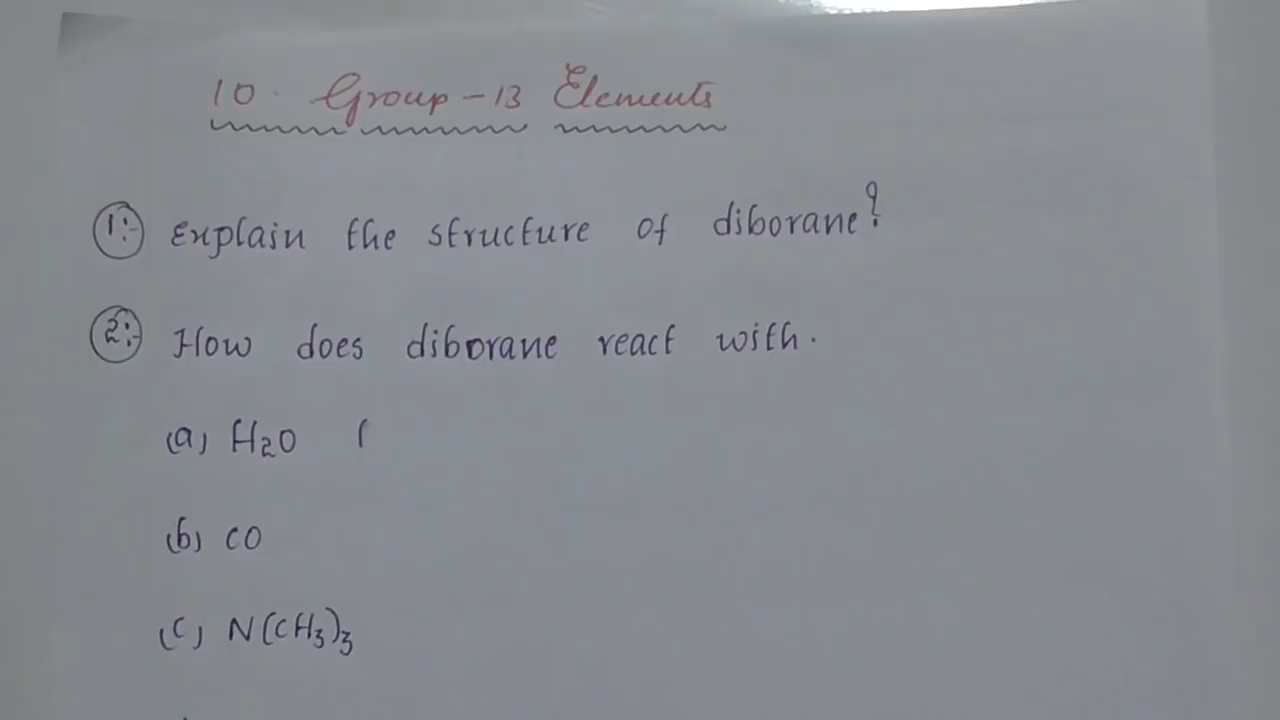 10. Group-13 Elements
1:- Explain the structure of diborane?
2:- How does diborane react with.
(a) H2O (
(b) CO
(c) N(CH3)3